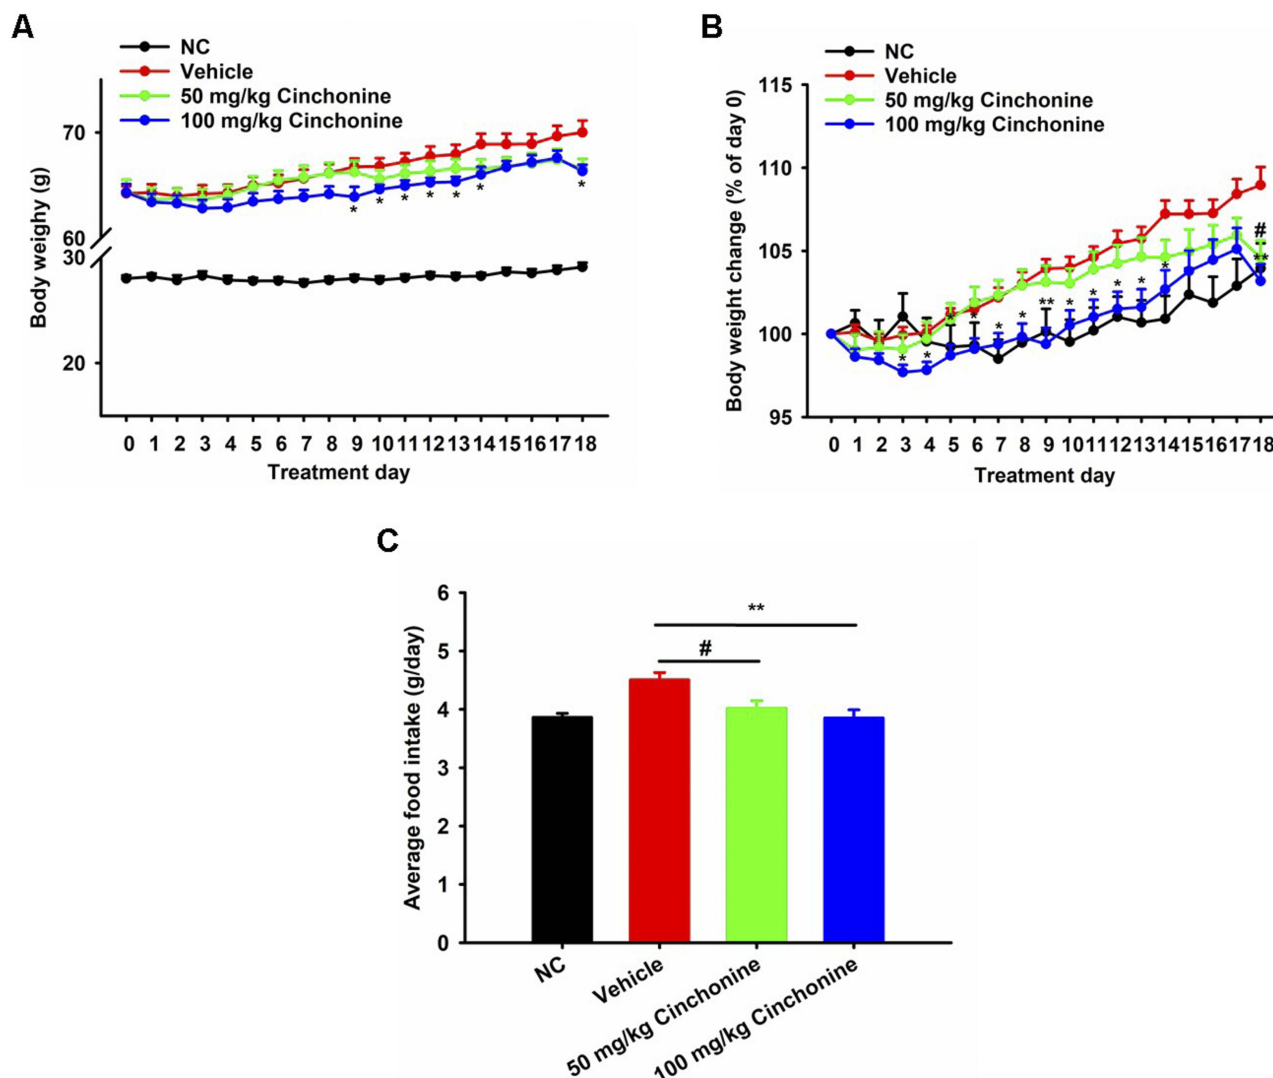 A
NC
Vehicle
50 mg/kg Cinchonine
100 mg/kg Cinchonine
70
60
30
20
Body weighy (g)
* * * * * * *
0 1 2 3 4 5 6 7 8 9 10 11 12 13 14 15 16 17 18
Treatment day
B
NC
Vehicle
50 mg/kg Cinchonine
100 mg/kg Cinchonine
115
110
105
100
95
Body weight change (% of day 0)
#
**
* * * * * * ** * * * * *
0 1 2 3 4 5 6 7 8 9 10 11 12 13 14 15 16 17 18
Treatment day
C
6
5
4
3
2
1
0
Average food intake (g/day)
**
#
NC
Vehicle
50 mg/kg Cinchonine
100 mg/kg Cinchonine